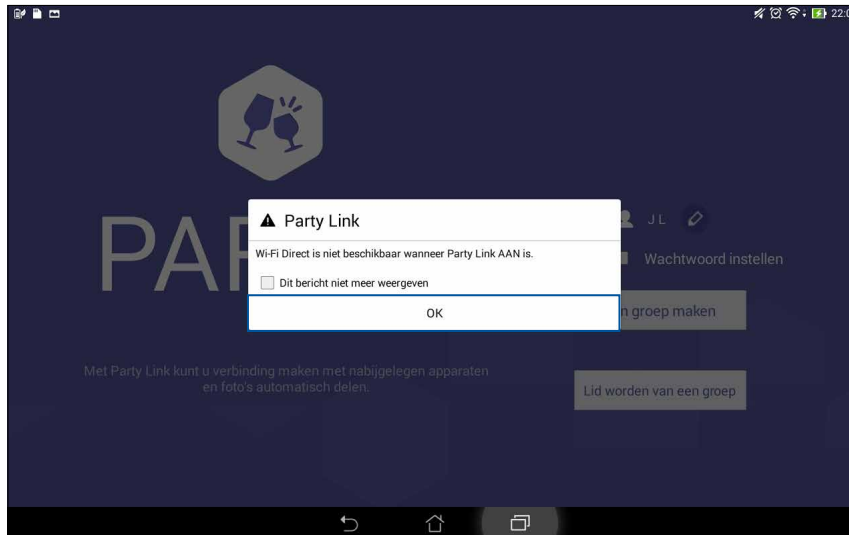 22:0
PAR
Party Link
Wi-Fi Direct is niet beschikbaar wanneer Party Link AAN is.
Dit bericht niet meer weergeven
OK
J L
Wachtwoord instellen
n groep maken
Met Party Link kunt u verbinding maken met nabijgelegen apparaten
en foto's automatisch delen.
Lid worden van een groep